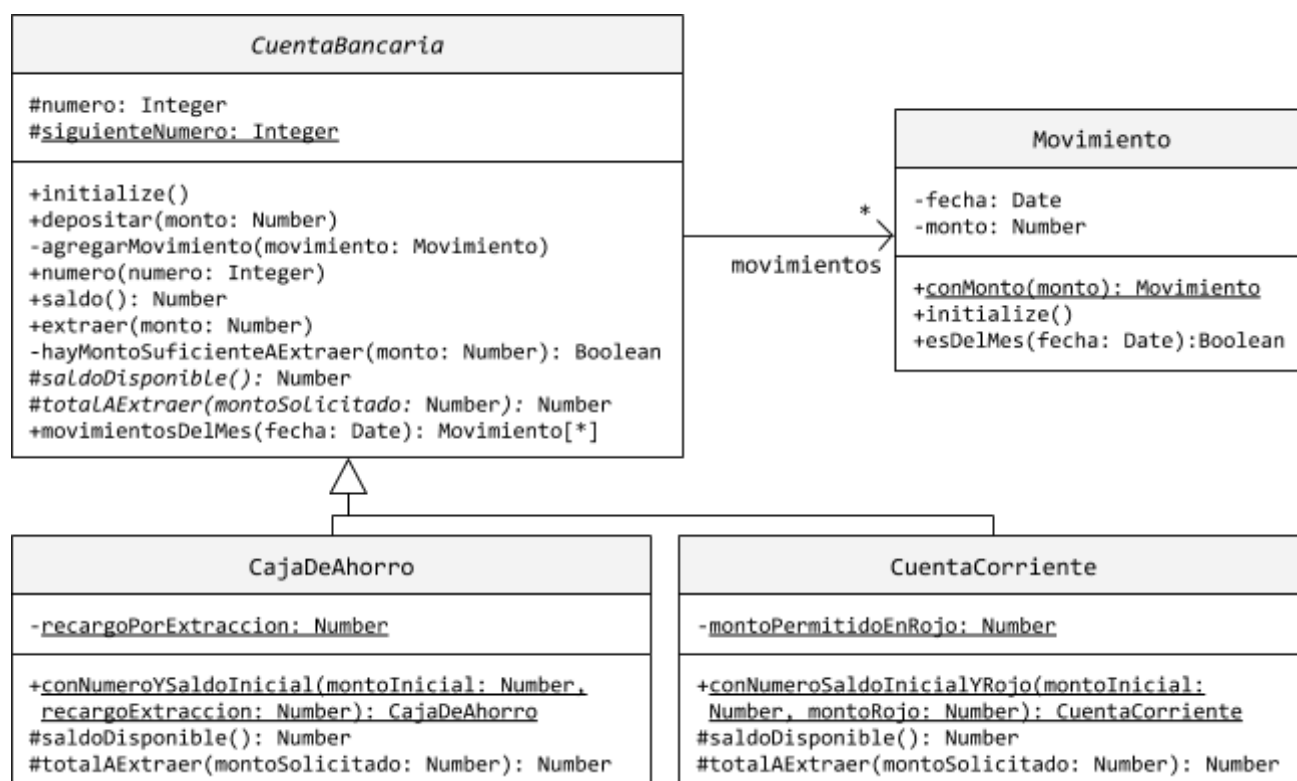 CuentaBancaria
#numero: Integer
#siguienteNumero: Integer
+initialize()
+depositar(monto: Number)
-agregarMovimiento(movimiento: Movimiento)
+numero(numero: Integer)
+saldo(): Number
+extraer(monto: Number)
-hayMontoSuficienteAExtraer(monto: Number): Boolean
#saldoDisponible(): Number
#totalAExtraer(montoSolicitado: Number): Number
+movimientosDelMes(fecha: Date): Movimiento[*]
*
movimientos
Movimiento
-fecha: Date
-monto: Number
+conMonto(monto): Movimiento
+initialize()
+esDelMes(fecha: Date):Boolean
CajaDeAhorro
-recargoPorExtraccion: Number
+conNumeroYSaldoInicial(montoInicial: Number,
recargoExtraccion: Number): CajaDeAhorro
#saldoDisponible(): Number
#totalAExtraer(montoSolicitado: Number): Number
CuentaCorriente
-montoPermitidoEnRojo: Number
+conNumeroSaldoInicialYRojo(montoInicial:
Number, montoRojo: Number): CuentaCorriente
#saldoDisponible(): Number
#totalAExtraer(montoSolicitado: Number): Number